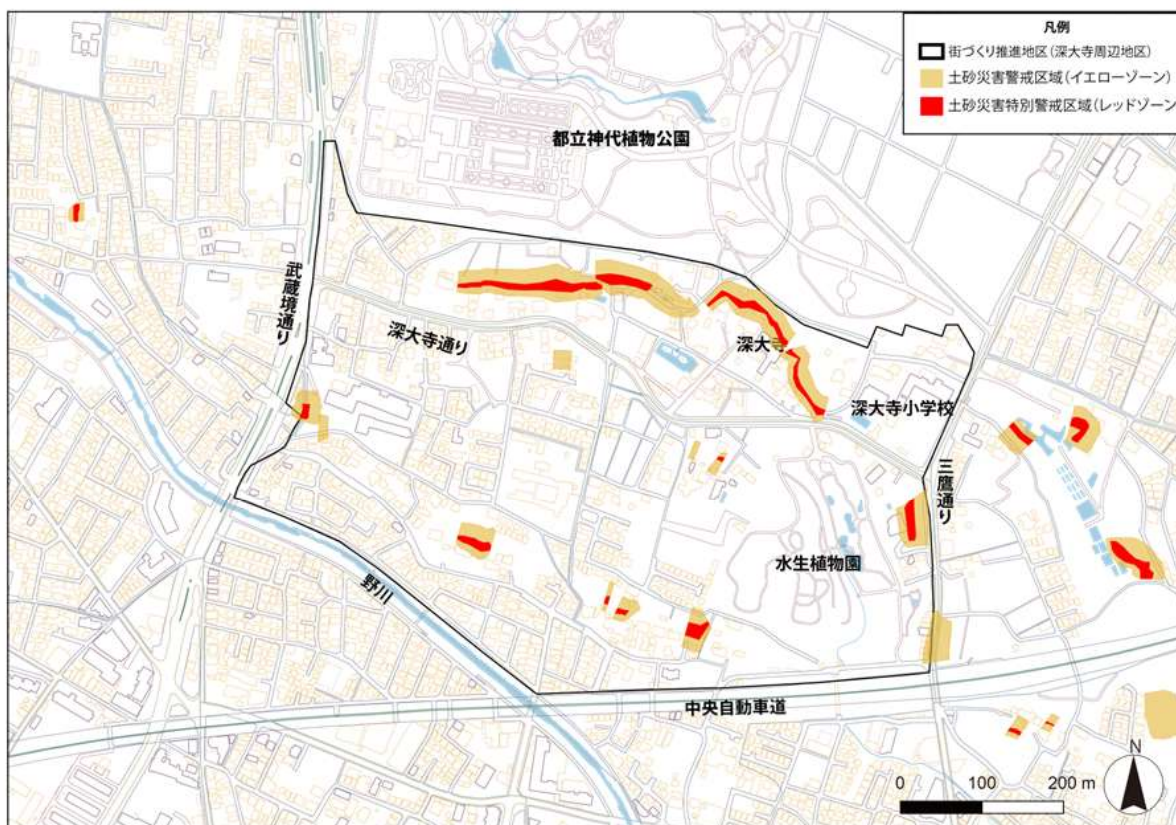 凡例
街づくり推進地区(深大寺周辺地区)
土砂災害警戒区域(イエローゾーン)
土砂災害特別警戒区域(レッドゾーン
都立神代植物公園
武蔵境通り
深大寺通り
深大寺
深大寺小学校
三鷹通り
水生植物園
野川
中央自動車道
N
0 100 200 m